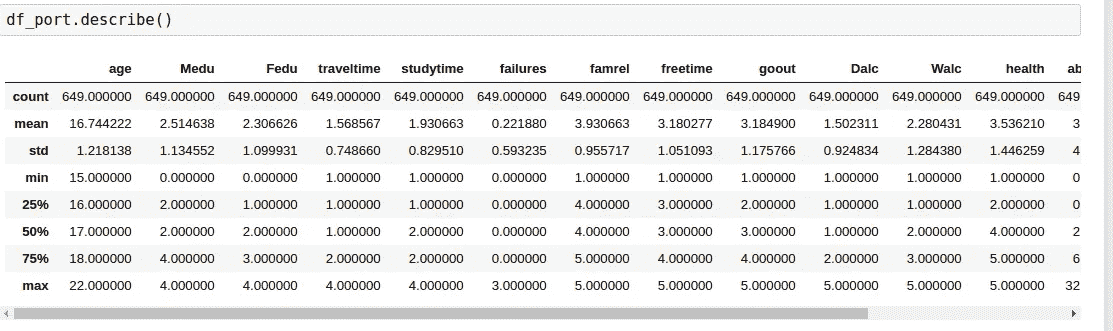 df_port.describe()
age Medu Fedu traveltime studytime failures famrel freetime goout Dalc Walc health ab
count 649.000000 649.000000 649.000000 649.000000 649.000000 649.000000 649.000000 649.000000 649.000000 649.000000 649.000000 649.000000 649
mean 16.744222 2.514638 2.306626 1.568567 1.930663 0.221880 3.930663 3.180277 3.184900 1.502311 2.280431 3.536210 3
std 1.218138 1.134552 1.099931 0.748660 0.829510 0.593235 0.955717 1.051093 1.175766 0.924834 1.284380 1.446259 4
min 15.000000 0.000000 0.000000 1.000000 1.000000 0.000000 1.000000 1.000000 1.000000 1.000000 1.000000 1.000000 0
25% 16.000000 2.000000 1.000000 1.000000 1.000000 0.000000 4.000000 3.000000 2.000000 1.000000 1.000000 2.000000 0
50% 17.000000 2.000000 2.000000 1.000000 2.000000 0.000000 4.000000 3.000000 3.000000 1.000000 2.000000 4.000000 2
75% 18.000000 4.000000 3.000000 2.000000 2.000000 0.000000 5.000000 4.000000 4.000000 2.000000 3.000000 5.000000 6
max 22.000000 4.000000 4.000000 4.000000 4.000000 3.000000 5.000000 5.000000 5.000000 5.000000 5.000000 5.000000 32